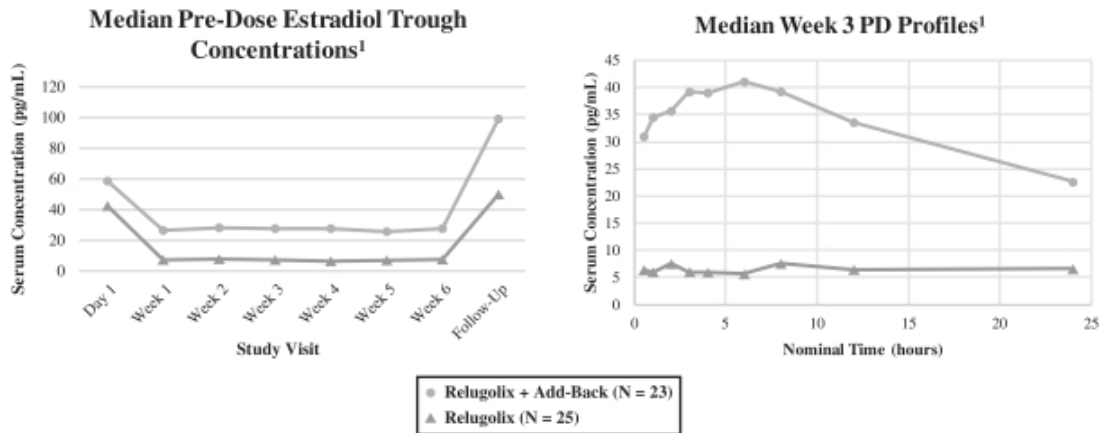 Median Pre-Dose Estradiol Trough
Concentrations¹
Serum Concentration (pg/mL)
120
100
80
60
40
20
0
Day 1
Week 1
Week 2
Week 3
Week 4
Week 5
Week 6
Follow-Up
Study Visit
Median Week 3 PD Profiles¹
Serum Concentration (pg/mL)
45
40
35
30
25
20
15
10
5
0
0
5
10
15
20
25
Nominal Time (hours)
Relugolix + Add-Back (N = 23)
Relugolix (N = 25)